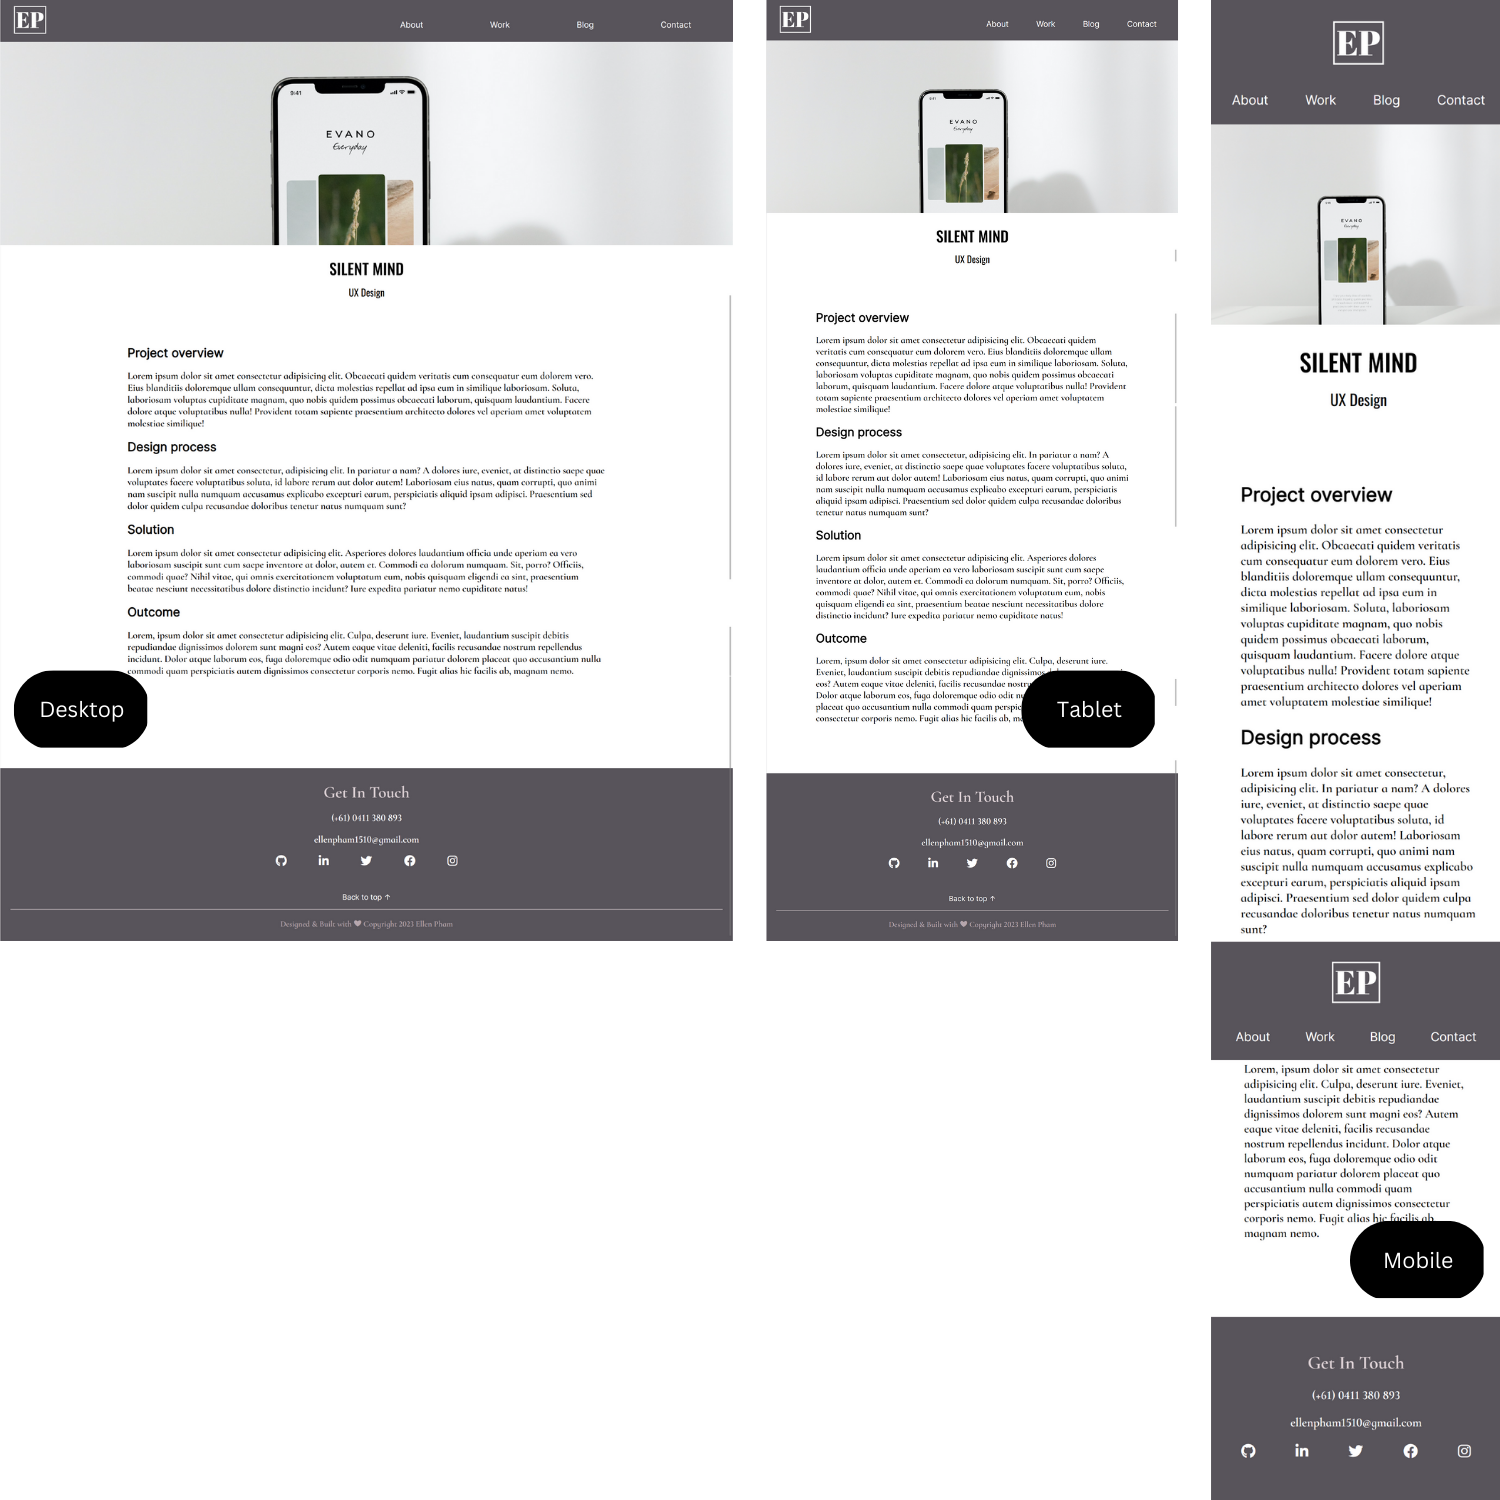 EP
About Work Blog Contact
9:41
EVANO
Everyday
SILENT MIND
UX Design
Project overview
Lorem ipsum dolor sit amet consectetur adipisicing elit. Obcaecati quidem veritatis cum consequatur eum dolorem vero.
Eius blanditiis doloremque ullam consequuntur, dicta molestias repellat ad ipsa eum in similique laboriosam. Soluta,
laboriosam voluptas cupiditate magnam, quo nobis quidem possimus obcaecati laborum, quisquam laudantium. Facere
dolore atque voluptatibus nulla! Provident totam sapiente praesentium architecto dolores vel aperiam amet voluptatem
molestiae similique!
Design process
Lorem ipsum dolor sit amet consectetur, adipisicing elit. In pariatur a nam? A dolores iure, eveniet, at distinctio saepe quae
voluptates facere voluptatibus soluta, id labore rerum aut dolor autem! Laboriosam eius natus, quam corrupti, quo animi
nam suscipit nulla numquam accusamus explicabo excepturi earum, perspiciatis aliquid ipsam adipisci. Praesentium sed
dolor quidem culpa recusandae doloribus tenetur natus numquam sunt?
Solution
Lorem ipsum dolor sit amet consectetur adipisicing elit. Asperiores dolores laudantium officia unde aperiam ea vero
laboriosam suscipit sunt cum saepe inventore at dolor, autem et. Commodi ea dolorum numquam. Sit, porro? Officiis,
commodi quae? Nihil vitae, qui omnis exercitationem voluptatum eum, nobis quisquam eligendi ea sint, praesentium
beatae nesciunt necessitatibus dolore distinctio incidunt? Iure expedita pariatur nemo cupiditate natus!
Outcome
Lorem, ipsum dolor sit amet consectetur adipisicing elit. Culpa, deserunt iure. Eveniet, laudantium suscipit debitis
repudiandae dignissimos dolorem sunt magni eos? Autem eaque vitae deleniti, facilis recusandae nostrum repellendus
incidunt. Dolor atque laborum eos, fuga doloremque odio odit numquam pariatur dolorem placeat quo accusantium nulla
commodi quam perspiciatis autem dignissimos consectetur corporis nemo. Fugit alias hic facilis ab, magnam nemo.
Desktop
Get In Touch
(+61) 0411 380 893
ellenpham1510@gmail.com
Back to top ↑
Designed & Built with ♥ Copyright 2023 Ellen Pham
EP
About Work Blog Contact
9:41
EVANO
Everyday
SILENT MIND
UX Design
Project overview
Lorem ipsum dolor sit amet consectetur adipisicing elit. Obcaecati quidem
veritatis cum consequatur eum dolorem vero. Eius blanditiis doloremque ullam
consequuntur, dicta molestias repellat ad ipsa eum in similique laboriosam. Soluta,
laboriosam voluptas cupiditate magnam, quo nobis quidem possimus obcaecati
laborum, quisquam laudantium. Facere dolore atque voluptatibus nulla! Provident
totam sapiente praesentium architecto dolores vel aperiam amet voluptatem
molestiae similique!
Design process
Lorem ipsum dolor sit amet consectetur, adipisicing elit. In pariatur a nam? A
dolores iure, eveniet, at distinctio saepe quae voluptates facere voluptatibus soluta,
id labore rerum aut dolor autem! Laboriosam eius natus, quam corrupti, quo animi
nam suscipit nulla numquam accusamus explicabo excepturi earum, perspiciatis
aliquid ipsam adipisci. Praesentium sed dolor quidem culpa recusandae doloribus
tenetur natus numquam sunt?
Solution
Lorem ipsum dolor sit amet consectetur adipisicing elit. Asperiores dolores
laudantium officia unde aperiam ea vero laboriosam suscipit sunt cum saepe
inventore at dolor, autem et. Commodi ea dolorum numquam. Sit, porro? Officiis,
commodi quae? Nihil vitae, qui omnis exercitationem voluptatum eum, nobis
quisquam eligendi ea sint, praesentium beatae nesciunt necessitatibus dolore
distinctio incidunt? Iure expedita pariatur nemo cupiditate natus!
Outcome
Lorem, ipsum dolor sit amet consectetur adipisicing elit. Culpa, deserunt iure.
Eveniet, laudantium suscipit debitis repudiandae dignissimos
eos? Autem eaque vitae deleniti, facilis recusandae
Dolor atque laborum eos, fuga doloremque odio odit
placeat quo accusantium nulla commodi quam
consectetur corporis nemo. Fugit alias hic facilis ab,
Tablet
Get In Touch
(+61) 0411 380 893
ellenpham1510@gmail.com
Back to top ↑
Designed & Built with ♥ Copyright 2023 Ellen Pham
EP
About Work Blog Contact
EVANO
Everyday
SILENT MIND
UX Design
Project overview
Lorem ipsum dolor sit amet consectetur
adipisicing elit. Obcaecati quidem veritatis
cum consequatur eum dolorem vero. Eius
blanditiis doloremque ullam consequuntur,
dicta molestias repellat ad ipsa eum in
similique laboriosam. Soluta, laboriosam
voluptas cupiditate magnam, quo nobis
quidem possimus obcaecati laborum,
quisquam laudantium. Facere dolore atque
voluptatibus nulla! Provident totam sapiente
praesentium architecto dolores vel aperiam
amet voluptatem molestiae similique!
Design process
Lorem ipsum dolor sit amet consectetur,
adipisicing elit. In pariatur a nam? A dolores
iure, eveniet, at distinctio saepe quae
voluptates facere voluptatibus soluta, id
labore rerum aut dolor autem! Laboriosam
eius natus, quam corrupti, quo animi nam
suscipit nulla numquam accusamus explicabo
excepturi earum, perspiciatis aliquid ipsam
adipisci. Praesentium sed dolor quidem culpa
recusandae doloribus tenetur natus numquam
sunt?
EP
About Work Blog Contact
Lorem, ipsum dolor sit amet consectetur
adipisicing elit. Culpa, deserunt iure. Eveniet,
laudantium suscipit debitis repudiandae
dignissimos dolorem sunt magni eos? Autem
eaque vitae deleniti, facilis recusandae
nostrum repellendus incidunt. Dolor atque
laborum eos, fuga doloremque odio odit
numquam pariatur dolorem placeat quo
accusantium nulla commodi quam
perspiciatis autem dignissimos consectetur
corporis nemo. Fugit alias hic facilis ab,
magnam nemo.
Mobile
Get In Touch
(+61) 0411 380 893
ellenpham1510@gmail.com